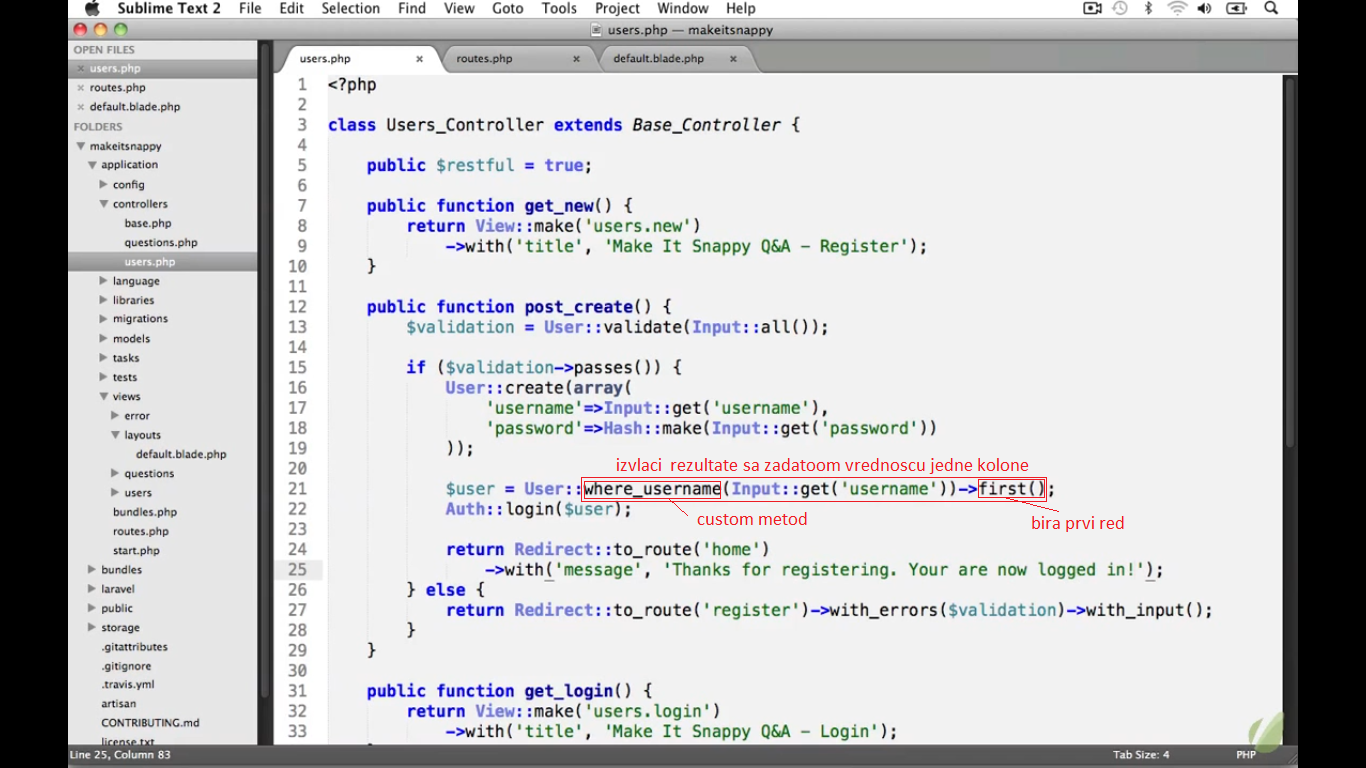 Sublime Text 2 File Edit Selection Find View Goto Tools Project Window Help
users.php — makeitsnappy
OPEN FILES
users.php
routes.php
default.blade.php
FOLDERS
makeitsnappy
application
config
controllers
base.php
questions.php
users.php
language
libraries
migrations
models
tasks
tests
views
error
layouts
default.blade.php
questions
users
bundles.php
routes.php
start.php
bundles
laravel
public
storage
.gitattributes
.gitignore
.travis.yml
artisan
CONTRIBUTING.md
license.txt
users.php × routes.php × default.blade.php ×
1 <?php
2
3 class Users_Controller extends Base_Controller {
4
5 public $restful = true;
6
7 public function get_new() {
8 return View::make('users.new')
9 ->with('title', 'Make It Snappy Q&A - Register');
10 }
11
12 public function post_create() {
13 $validation = User::validate(Input::all());
14
15 if ($validation->passes()) {
16 User::create(array(
17 'username'=>Input::get('username'),
18 'password'=>Hash::make(Input::get('password'))
19 ));
20
izvlaci rezultate sa zadatoom vrednoscu jedne kolone
21 $user = User::where_username(Input::get('username'))->first();
22 Auth::login($user);
custom metod
bira prvi red
23
24 return Redirect::to_route('home')
25 ->with('message', 'Thanks for registering. Your are now logged in!');
26 } else {
27 return Redirect::to_route('register')->with_errors($validation)->with_input();
28 }
29 }
30
31 public function get_login() {
32 return View::make('users.login')
33 ->with('title', 'Make It Snappy Q&A - Login');
Line 25, Column 83 Tab Size: 4 PHP